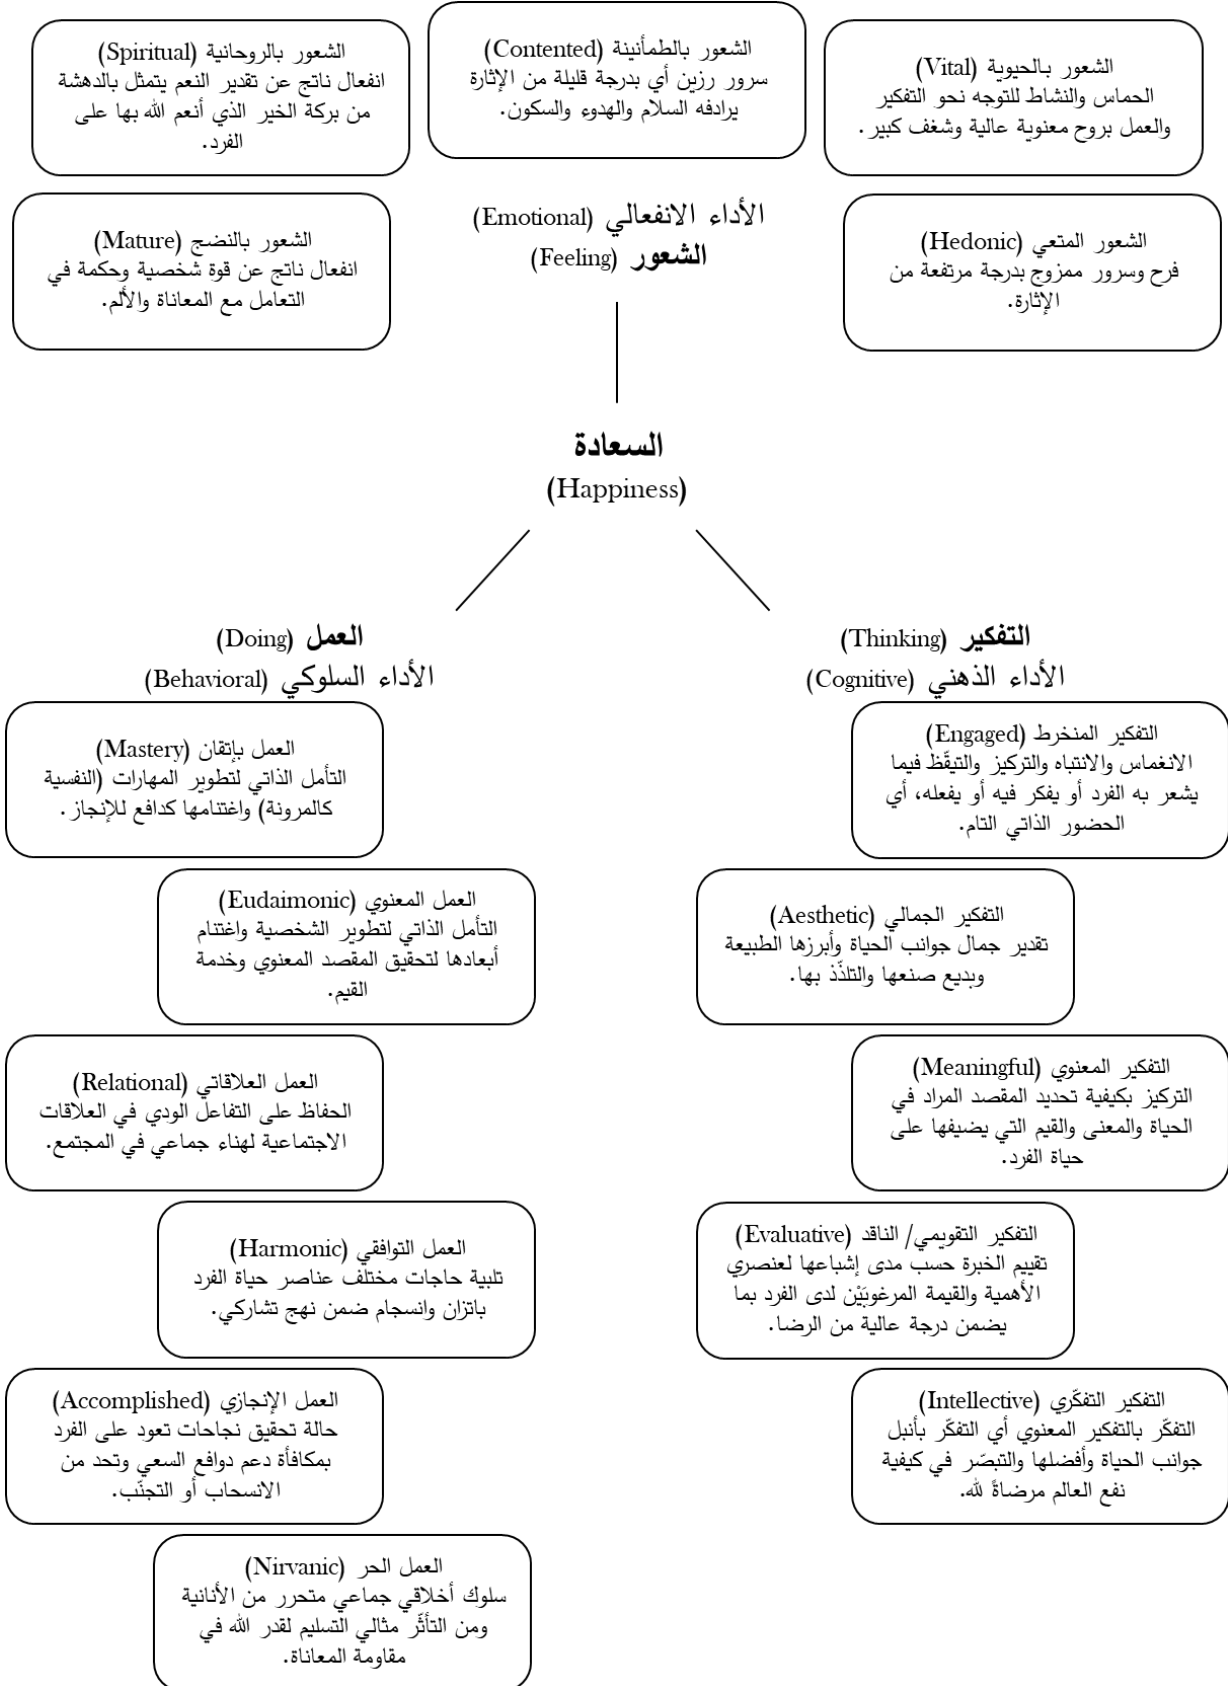 الشعور بالحيوية (Vital)
الحماس والنشاط للتوجه نحو التفكير
والعمل بروح معنوية عالية وشغف كبير.
الشعور بالطمأنينة (Contented)
سرور رزين أي بدرجة قليلة من الإثارة
يرادفه السلام والهدوء والسكون.
الشعور بالروحانية (Spiritual)
انفعال ناتج عن تقدير النعم يتمثل بالدهشة
من بركة الخير الذي أنعم الله بها على
الفرد.
الشعور المتعي (Hedonic)
فرح وسرور ممزوج بدرجة مرتفعة من
الإثارة.
الأداء الانفعالي (Emotional)
الشعور (Feeling)
الشعور بالنضج (Mature)
انفعال ناتج عن قوة شخصية وحكمة في
التعامل مع المعاناة والألم.
السعادة
(Happiness)
التفكير (Thinking)
الأداء الذهني (Cognitive)
التفكير المنخرط (Engaged)
الانغماس والانتباه والتركيز والتيقّظ فيما
يشعر به الفرد أو يفكر فيه أو يفعله، أي
الحضور الذاتي التام.
التفكير الجمالي (Aesthetic)
تقدير جمال جوانب الحياة وأبرزها الطبيعة
وبديع صنعها والتلذّذ بها.
التفكير المعنوي (Meaningful)
التركيز بكيفية تحديد المقصد المراد في
الحياة والمعنى والقيم التي يضيفها على
حياة الفرد.
التفكير التقويمي/ الناقد (Evaluative)
تقييم الخبرة حسب مدى إشباعها لعنصري
الأهمية والقيمة المرغوبَيْن لدى الفرد بما
يضمن درجة عالية من الرضا.
التفكير التفكّري (Intellective)
التفكّر بالتفكير المعنوي أي التفكّر بأنبل
جوانب الحياة وأفضلها والتبصّر في كيفية
نفع العالم مرضاةً لله.
العمل (Doing)
الأداء السلوكي (Behavioral)
العمل بإتقان (Mastery)
التأمل الذاتي لتطوير المهارات (النفسية
كالمرونة) واغتنامها كدافع للإنجاز.
العمل المعنوي (Eudaimonic)
التأمل الذاتي لتطوير الشخصية واغتنام
أبعادها لتحقيق المقصد المعنوي وخدمة
القيم.
العمل العلاقاتي (Relational)
الحفاظ على التفاعل الودي في العلاقات
الاجتماعية لهناء جماعي في المجتمع.
العمل التوافقي (Harmonic)
تلبية حاجات مختلف عناصر حياة الفرد
باتزان وانسجام ضمن نهج تشاركي.
العمل الإنجازي (Accomplished)
حالة تحقيق نجاحات تعود على الفرد
بمكافأة دعم دوافع السعي وتحد من
الانسحاب أو التجنّب.
العمل الحر (Nirvanic)
سلوك أخلاقي جماعي متحرر من الأنانية
ومن التأثّر مثالي التسليم لقدر الله في
مقاومة المعاناة.